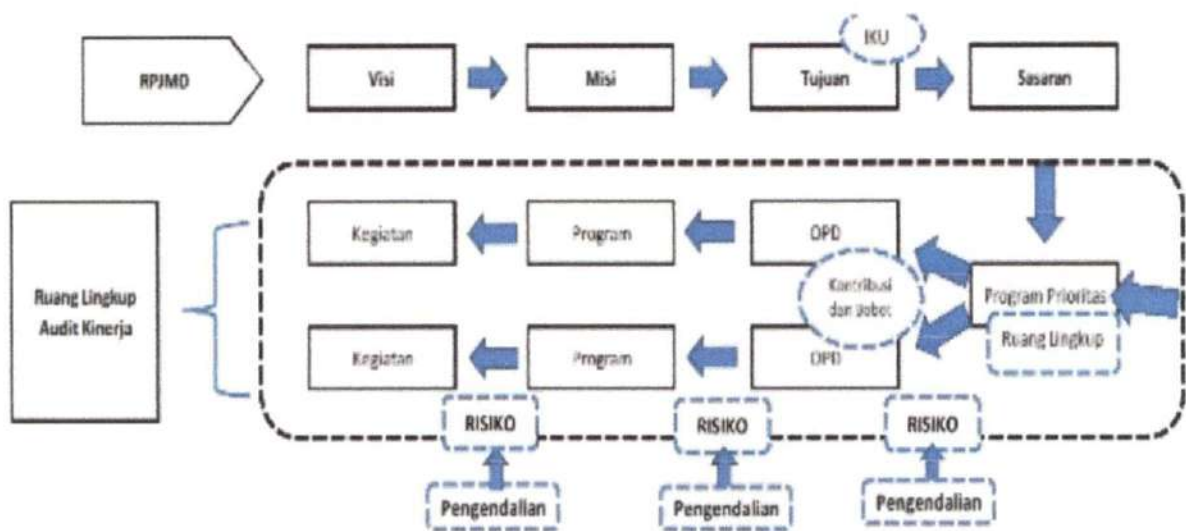 IKU
RPJMD
Visi
Misi
Tujuan
Sasaran
Ruang Lingkup
Audit Kinerja
Kegiatan
Program
OPD
Kontribusi
dan Bobot
Program Prioritas
Ruang Lingkup
Kegiatan
Program
OPD
RISIKO
RISIKO
RISIKO
Pengendalian
Pengendalian
Pengendalian